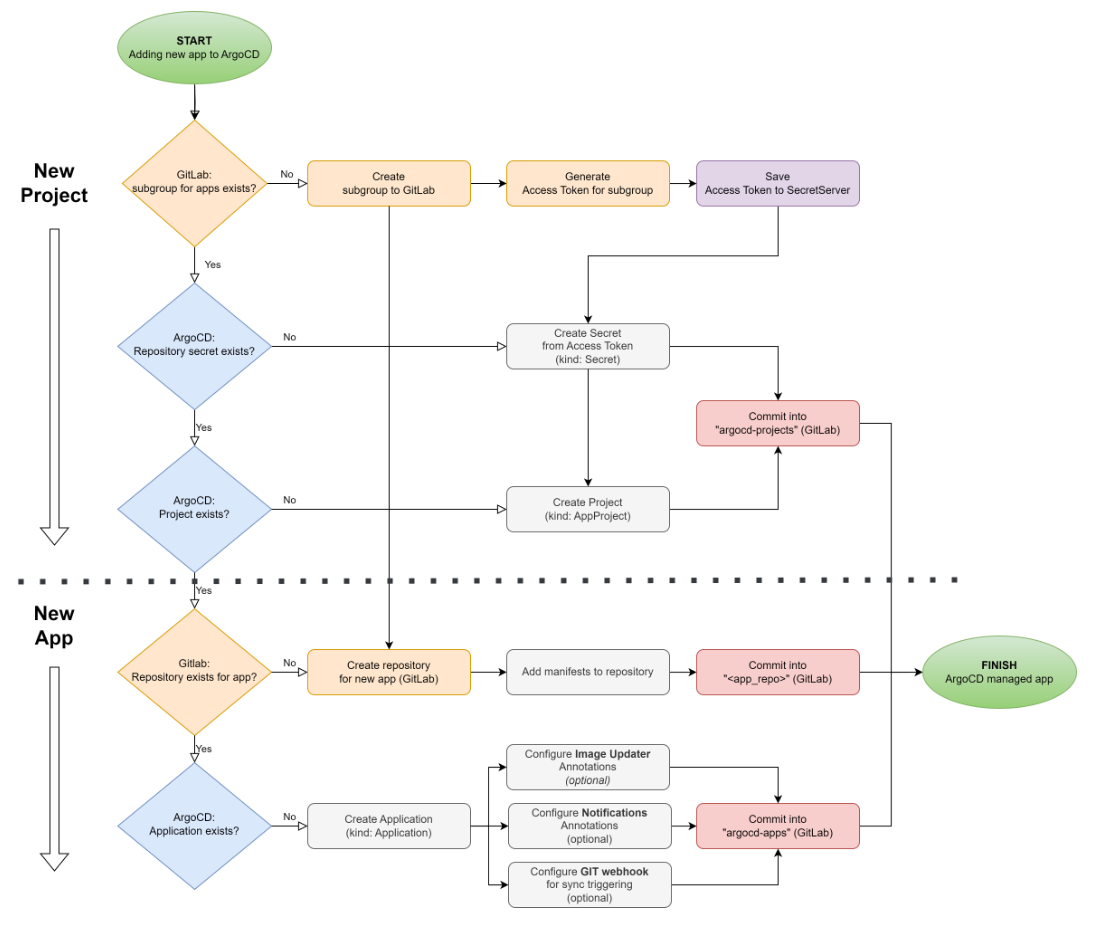 START
Adding new app to ArgoCD
New
Project
GitLab:
subgroup for apps exists?
No
Create
subgroup to GitLab
Generate
Access Token for subgroup
Save
Access Token to SecretServer
Yes
ArgoCD:
Repository secret exists?
No
Create Secret
from Access Token
(kind: Secret)
Commit into
"argocd-projects" (GitLab)
Yes
ArgoCD:
Project exists?
No
Create Project
(kind: AppProject)
Yes
New
App
Gitlab:
Repository exists for app?
No
Create repository
for new app (GitLab)
Add manifests to repository
Commit into
"<app_repo>" (GitLab)
FINISH
ArgoCD managed app
Yes
ArgoCD:
Application exists?
No
Create Application
(kind: Application)
Configure Image Updater
Annotations
(optional)
Configure Notifications
Annotations
(optional)
Configure GIT webhook
for sync triggering
(optional)
Commit into
"argocd-apps" (GitLab)